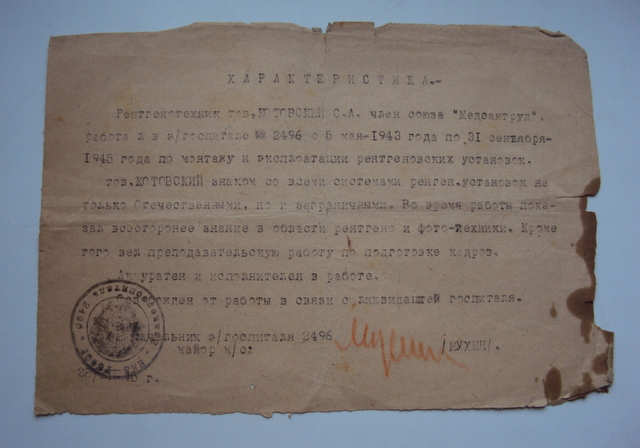 ХАРАКТЕРИСТИКА.-
Рентгенотехник тов. КОТОВСКИЙ С.А. член союза "Медсантруд",
работа л в э/госпитале № 2496 с 5 мая-1943 года по 31 сентября-
1945 года по монтажу и эксплоатации рентгеновских установок.
тов. КОТОВСКИЙ знаком со всеми системами ренген.установок не
только Отечественными, но и заграничными. Во время работы пока-
зал всесторонее знание в области рентгено и фото-техники. Кроме
того вел преподавательскую работу по подготовке кадров.
Аккуратен и исполнителен в работе.
Освобожден от работы в связи с ликвидацией госпиталя.
Начальник э/госпиталя 2496
майор м/с: /МУХИН/.
г.